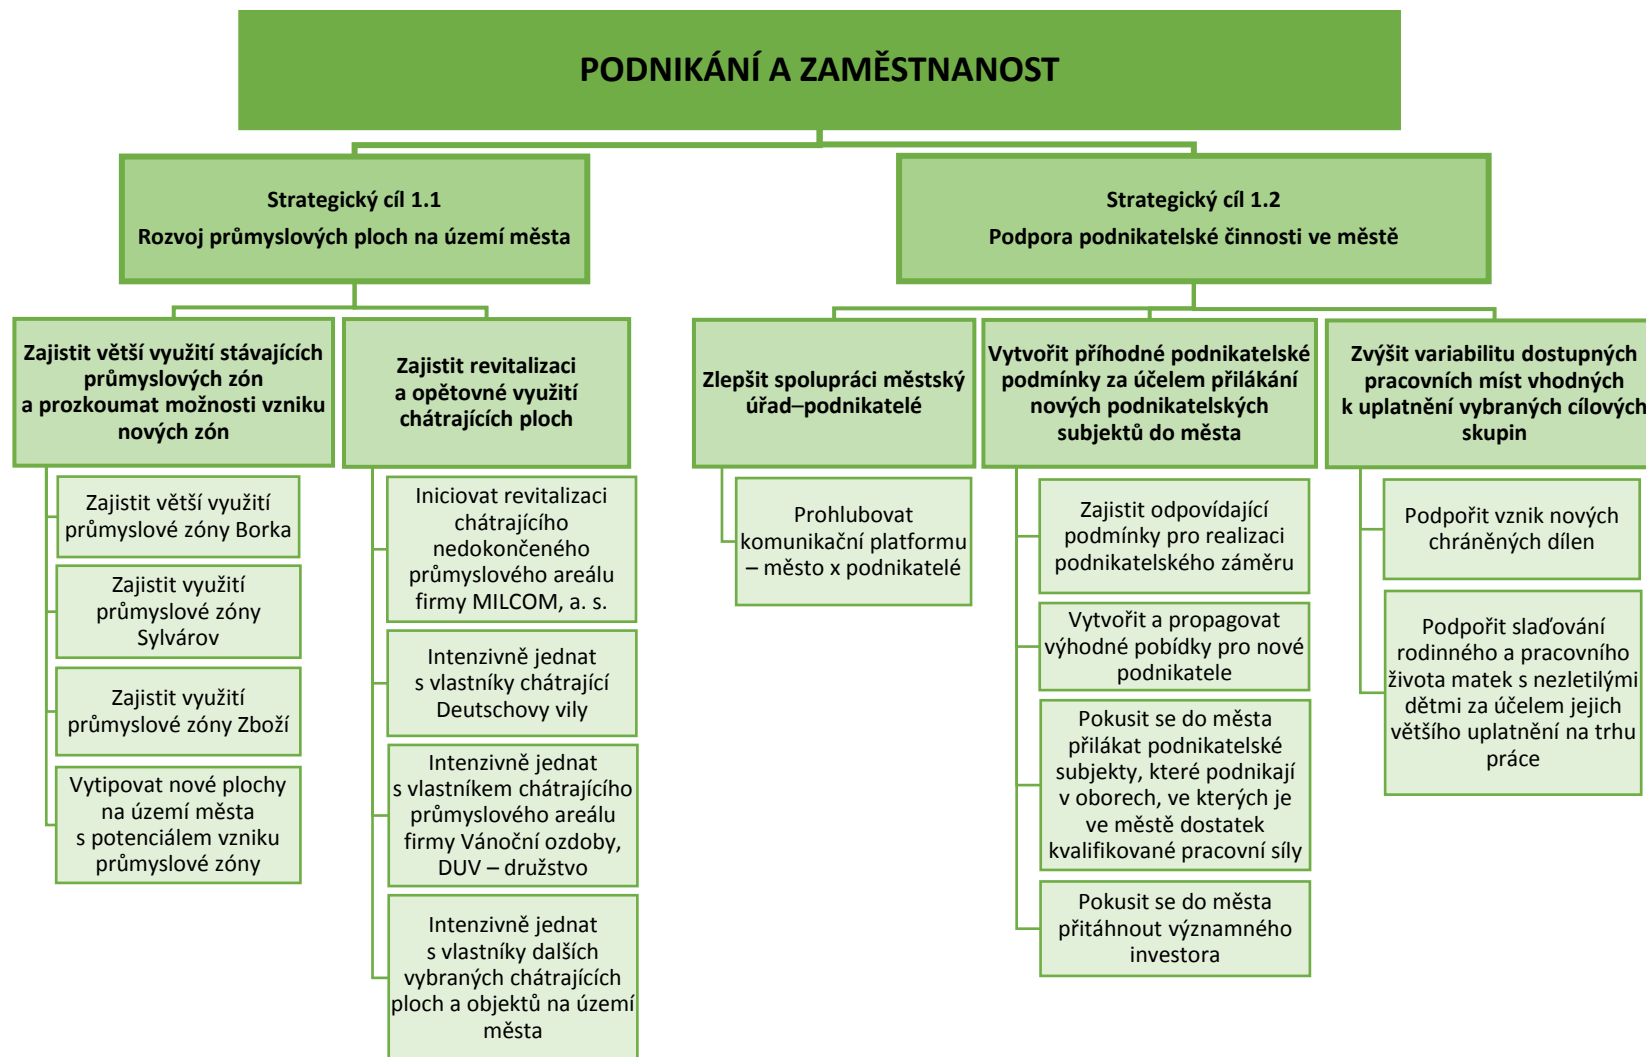 PODNIKÁNÍ A ZAMĚSTNANOST
Strategický cíl 1.1
Rozvoj průmyslových ploch na území města
Zajistit větší využití stávajících
průmyslových zón
a prozkoumat možnosti vzniku
nových zón
Zajistit větší využití
průmyslové zóny Borka
Zajistit využití
průmyslové zóny
Sylvárov
Zajistit využití
průmyslové zóny Zboží
Vytipovat nové plochy
na území města
s potenciálem vzniku
průmyslové zóny
Zajistit revitalizaci
a opětovné využití
chátrajících ploch
Iniciovat revitalizaci
chátrajícího
nedokončeného
průmyslového areálu
firmy MILCOM, a. s.
Intenzivně jednat
s vlastníky chátrající
Deutschovy vily
Intenzivně jednat
s vlastníkem chátrajícího
průmyslového areálu
firmy Vánoční ozdoby,
DUV – družstvo
Intenzivně jednat
s vlastníky dalších
vybraných chátrajících
ploch a objektů na území
města
Strategický cíl 1.2
Podpora podnikatelské činnosti ve městě
Zlepšit spolupráci městský
úřad–podnikatelé
Prohlubovat
komunikační platformu
– město x podnikatelé
Vytvořit příhodné podnikatelské
podmínky za účelem přilákání
nových podnikatelských
subjektů do města
Zajistit odpovídající
podmínky pro realizaci
podnikatelského záměru
Vytvořit a propagovat
výhodné pobídky pro nové
podnikatele
Pokusit se do města
přilákat podnikatelské
subjekty, které podnikají
v oborech, ve kterých je
ve městě dostatek
kvalifikované pracovní síly
Pokusit se do města
přitáhnout významného
investora
Zvýšit variabilitu dostupných
pracovních míst vhodných
k uplatnění vybraných cílových
skupin
Podpořit vznik nových
chráněných dílen
Podpořit slaďování
rodinného a pracovního
života matek s nezletilými
dětmi za účelem jejich
většího uplatnění na trhu
práce